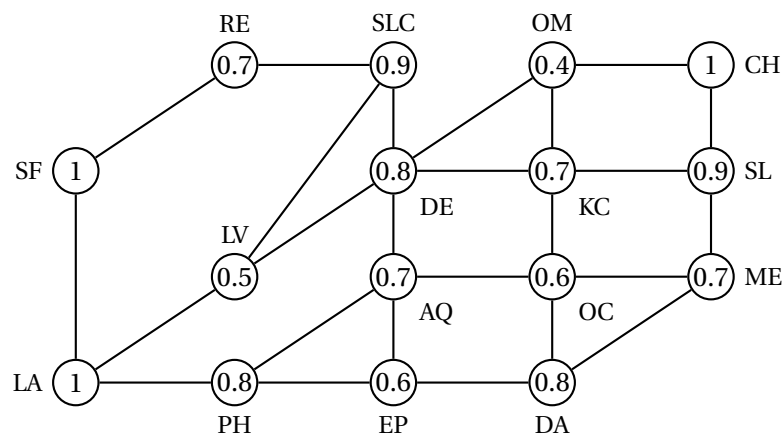 RE SLC OM
0.7 0.9 0.4 1 CH
SF 1 0.8 0.7 0.9 SL
DE KC
LV
0.5 0.7 0.6 0.7 ME
AQ OC
LA 1 0.8 0.6 0.8
PH EP DA